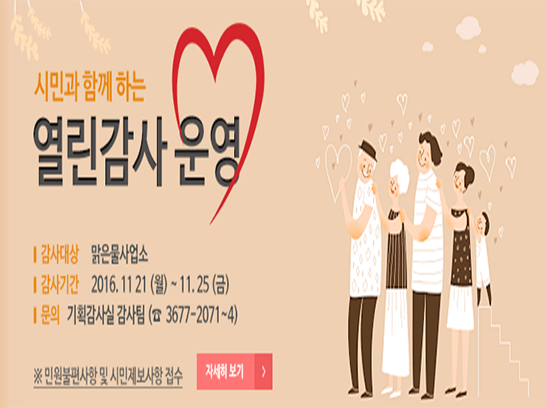 시민과 함께 하는
열린감사 운영
감사대상 맑은물사업소
감사기간 2016. 11 21 (월) ~ 11. 25 (금)
문의 기획감사실 감사팀 (☎ 3677-2071~4)
※ 민원불편사항 및 시민제보사항 접수
자세히 보기 >